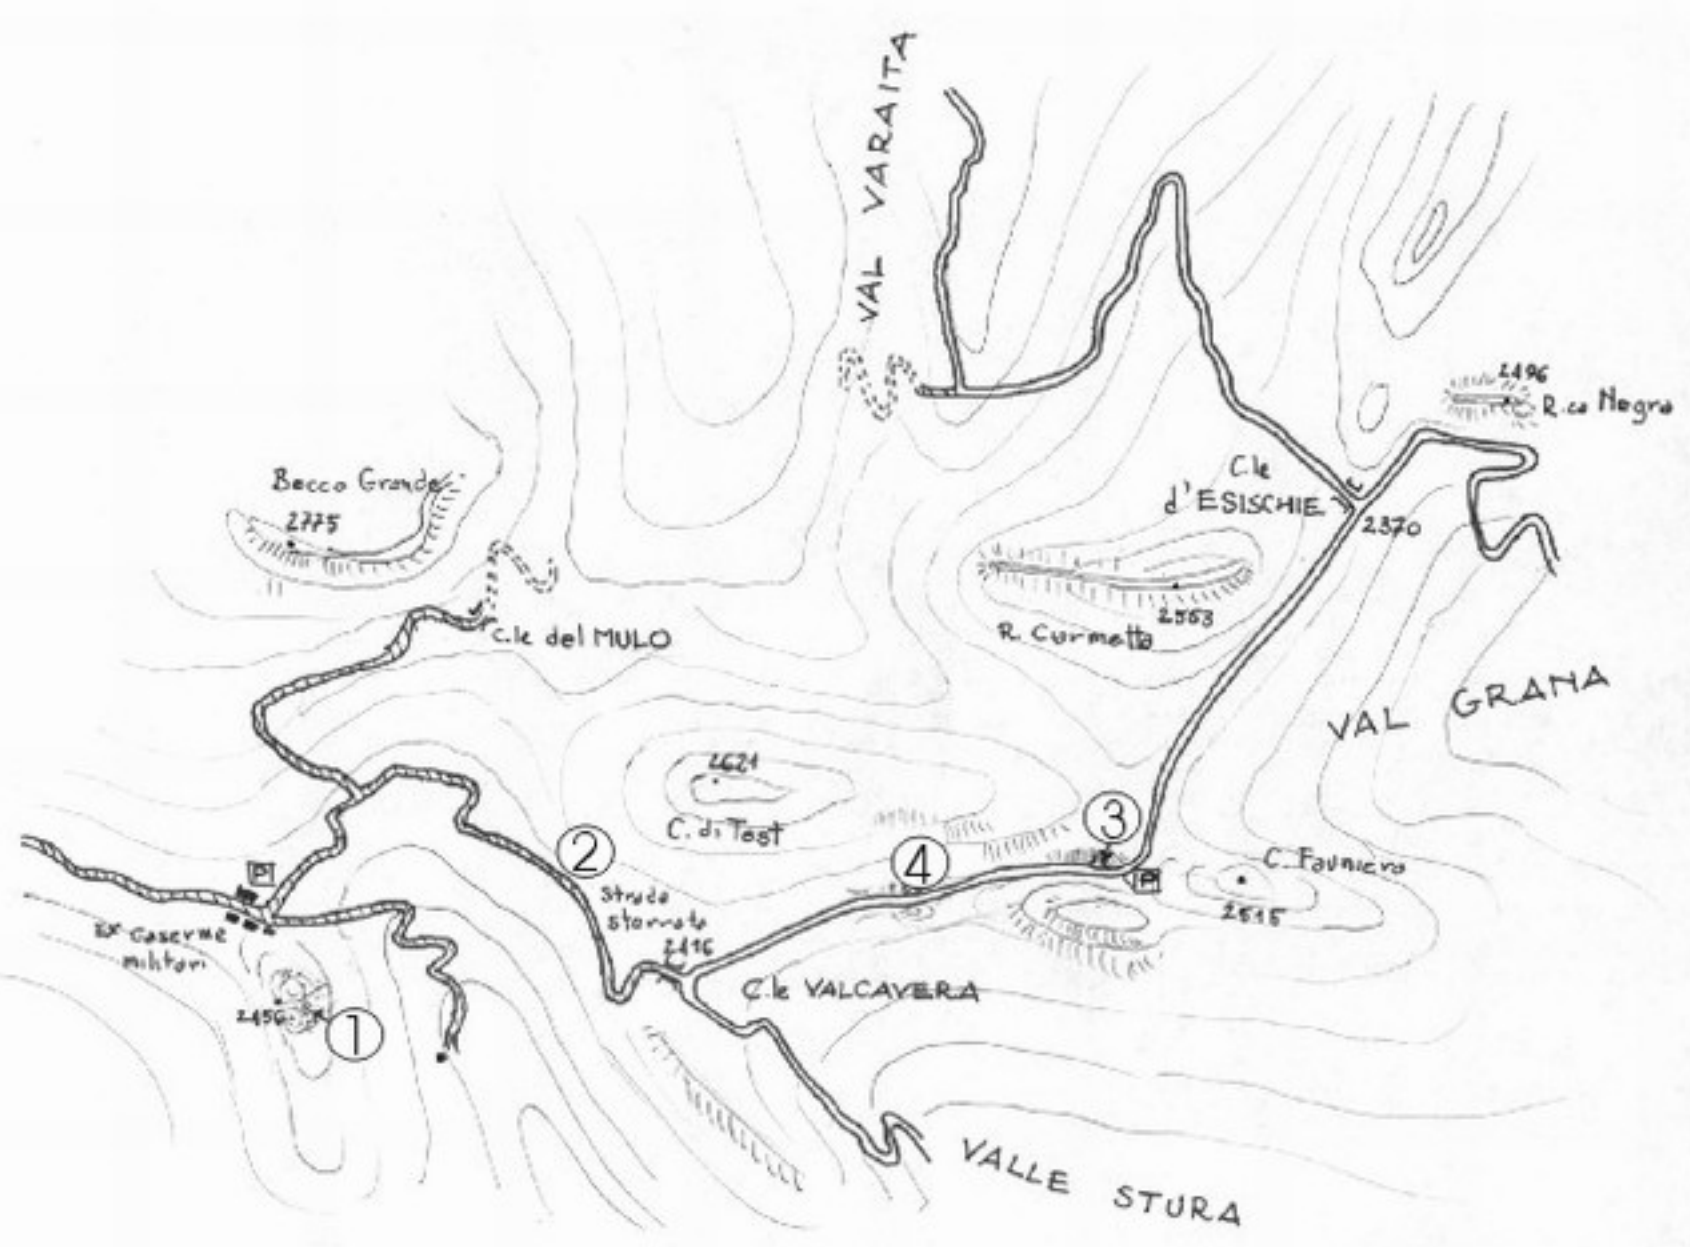 VAL VARAITA
2496
R.ca Negra
Becco Grande
2775
C.le
d'ESISCHIE
2370
2553
R. Curmetta
C.le del MULO
VAL GRANA
2621
C. di Test
3
2
4
P
P
C. Fauniera
2515
Strada
Sterrata
2416
Ex Caserme
militari
C.le VALCAVERA
2456
1
VALLE STURA